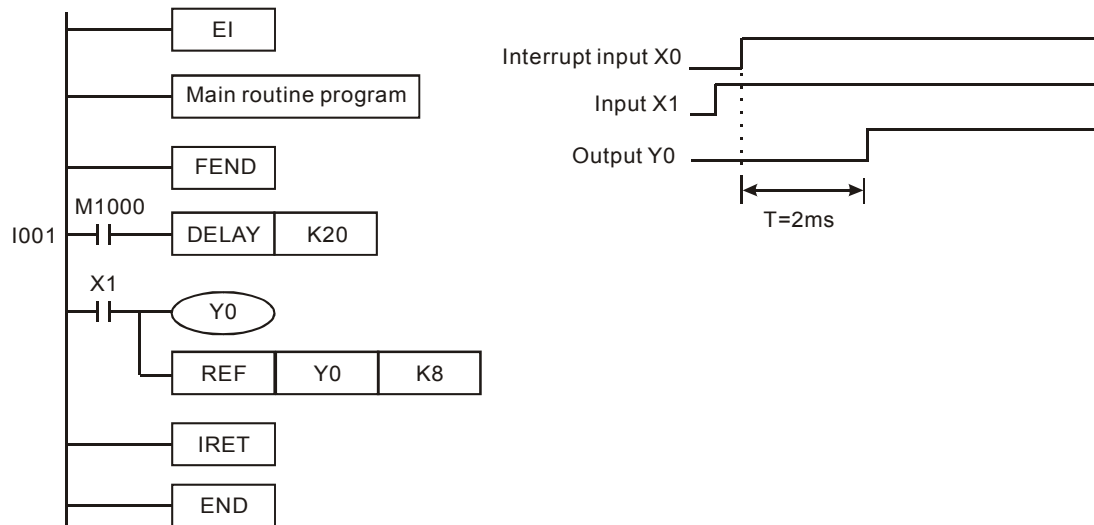 EI
Main routine program
FEND
M1000
I001
DELAY K20
X1
Y0
REF Y0 K8
IRET
END
Interrupt input X0
Input X1
Output Y0
T=2ms